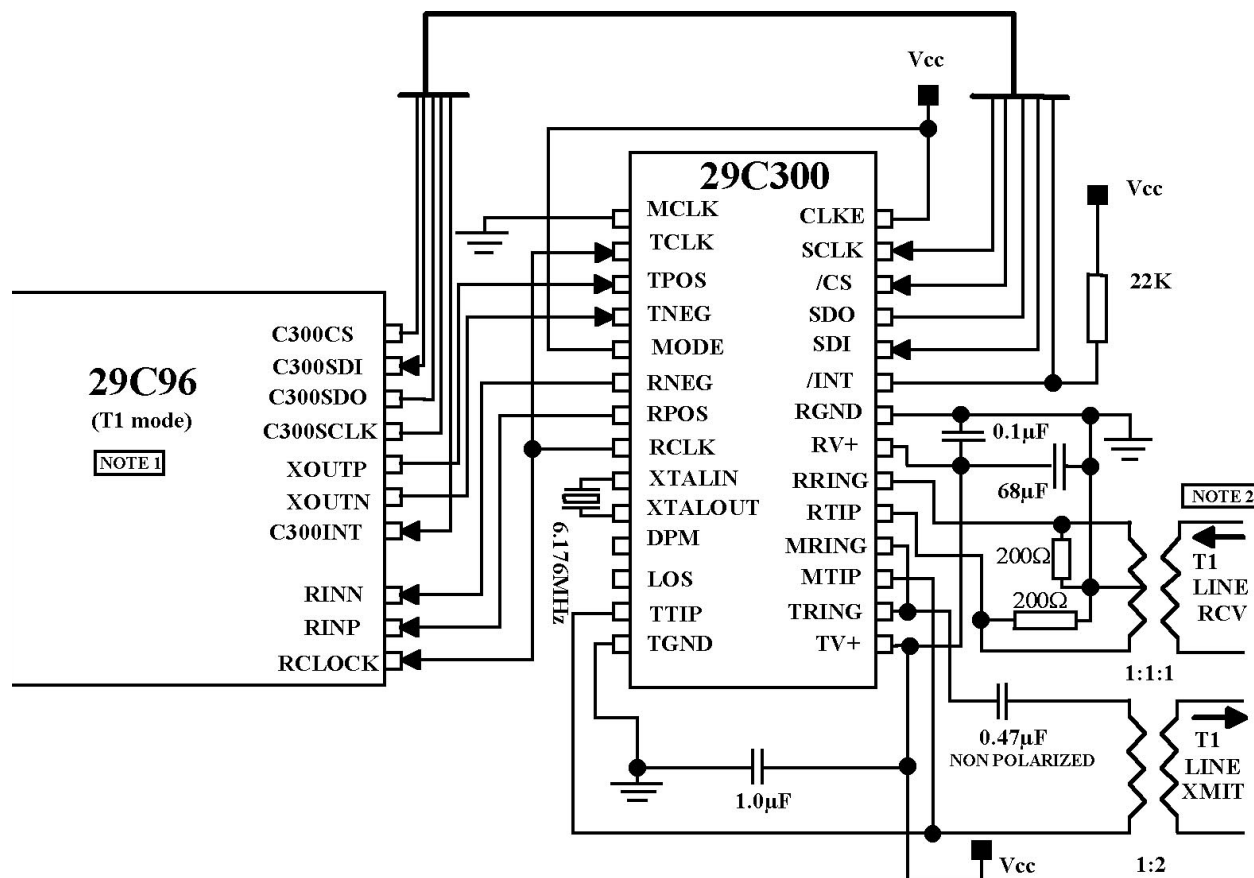 Vcc
29C300
MCLK
TCLK
TPOS
TNEG
MODE
RNEG
RPOS
RCLK
XTALIN
XTALOUT
DPM
LOS
TTIP
TGND
CLKE
SCLK
/CS
SDO
SDI
/INT
RGND
RV+
RRING
RTIP
MRING
MTIP
TRING
TV+
Vcc
22K
29C96
(T1 mode)
NOTE 1
C300CS
C300SDI
C300SDO
C300SCLK
XOUTP
XOUTN
C300INT
RINN
RINP
RCLOCK
6.176MHz
0.1µF
68µF
200Ω
200Ω
NOTE 2
T1
LINE
RCV
1:1:1
0.47µF
NON POLARIZED
1.0µF
T1
LINE
XMIT
1:2
Vcc